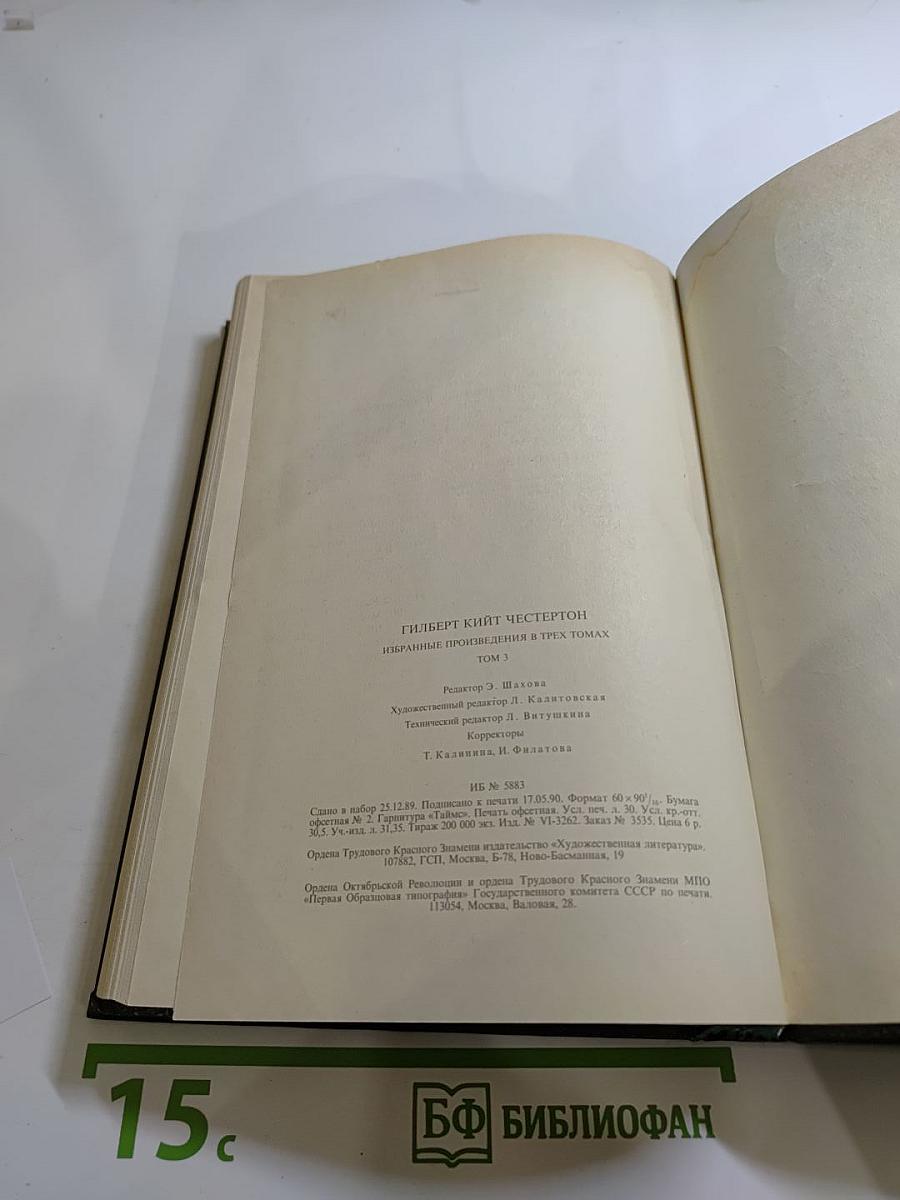 ГИЛБЕРТ КИЙТ ЧЕСТЕРТОН
ИЗБРАННЫЕ ПРОИЗВЕДЕНИЯ В ТРЕХ ТОМАХ
ТОМ 3
Редактор Э. Шахова
Художественный редактор Л. Калитовская
Технический редактор Л. Витушкина
Корректоры
Т. Калинина, И. Филатова
ИБ № 5883
Сдано в набор 25.12.89. Подписано к печати 17.05.90. Формат 60×90¹/₁₆. Бумага
офсетная № 2. Гарнитура «Таймс». Печать офсетная. Усл. печ. л. 30. Усл. кр.-отт.
30,5. Уч.-изд. л. 31,35. Тираж 200 000 экз. Изд. № VI-3262. Заказ № 3535. Цена 6 р.
Ордена Трудового Красного Знамени издательство «Художественная литература».
107882, ГСП, Москва, Б-78, Ново-Басманная, 19
Ордена Октябрьской Революции и ордена Трудового Красного Знамени МПО
«Первая Образцовая типография» Государственного комитета СССР по печати.
113054, Москва, Валовая, 28.
15 с
БФ БИБЛИОФАН